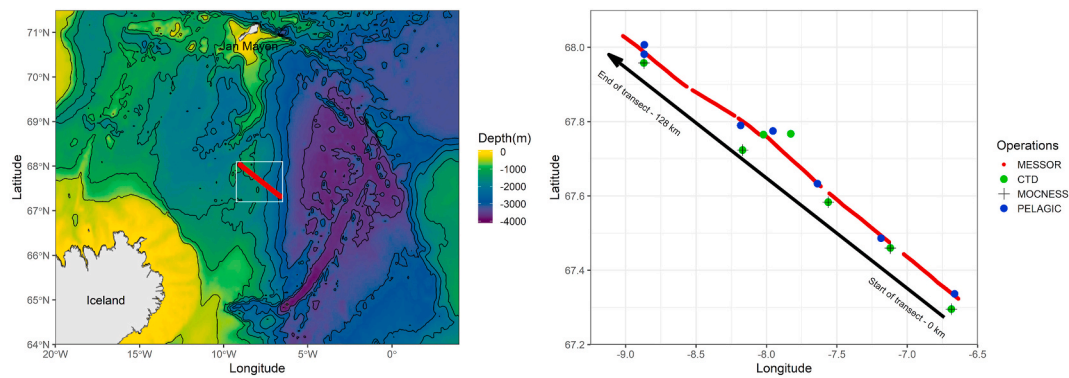 71°N
70°N
69°N
68°N
67°N
66°N
65°N
64°N
Latitude
20°W
15°W
10°W
5°W
0°
Longitude
Jan Mayen
Iceland
Depth(m)
0
-1000
-2000
-3000
-4000
68.0
67.8
67.6
67.4
67.2
Latitude
-9.0
-8.5
-8.0
-7.5
-7.0
-6.5
Longitude
End of transect - 128 km
Start of transect - 0 km
Operations
MESSOR
CTD
MOCNESS
PELAGIC